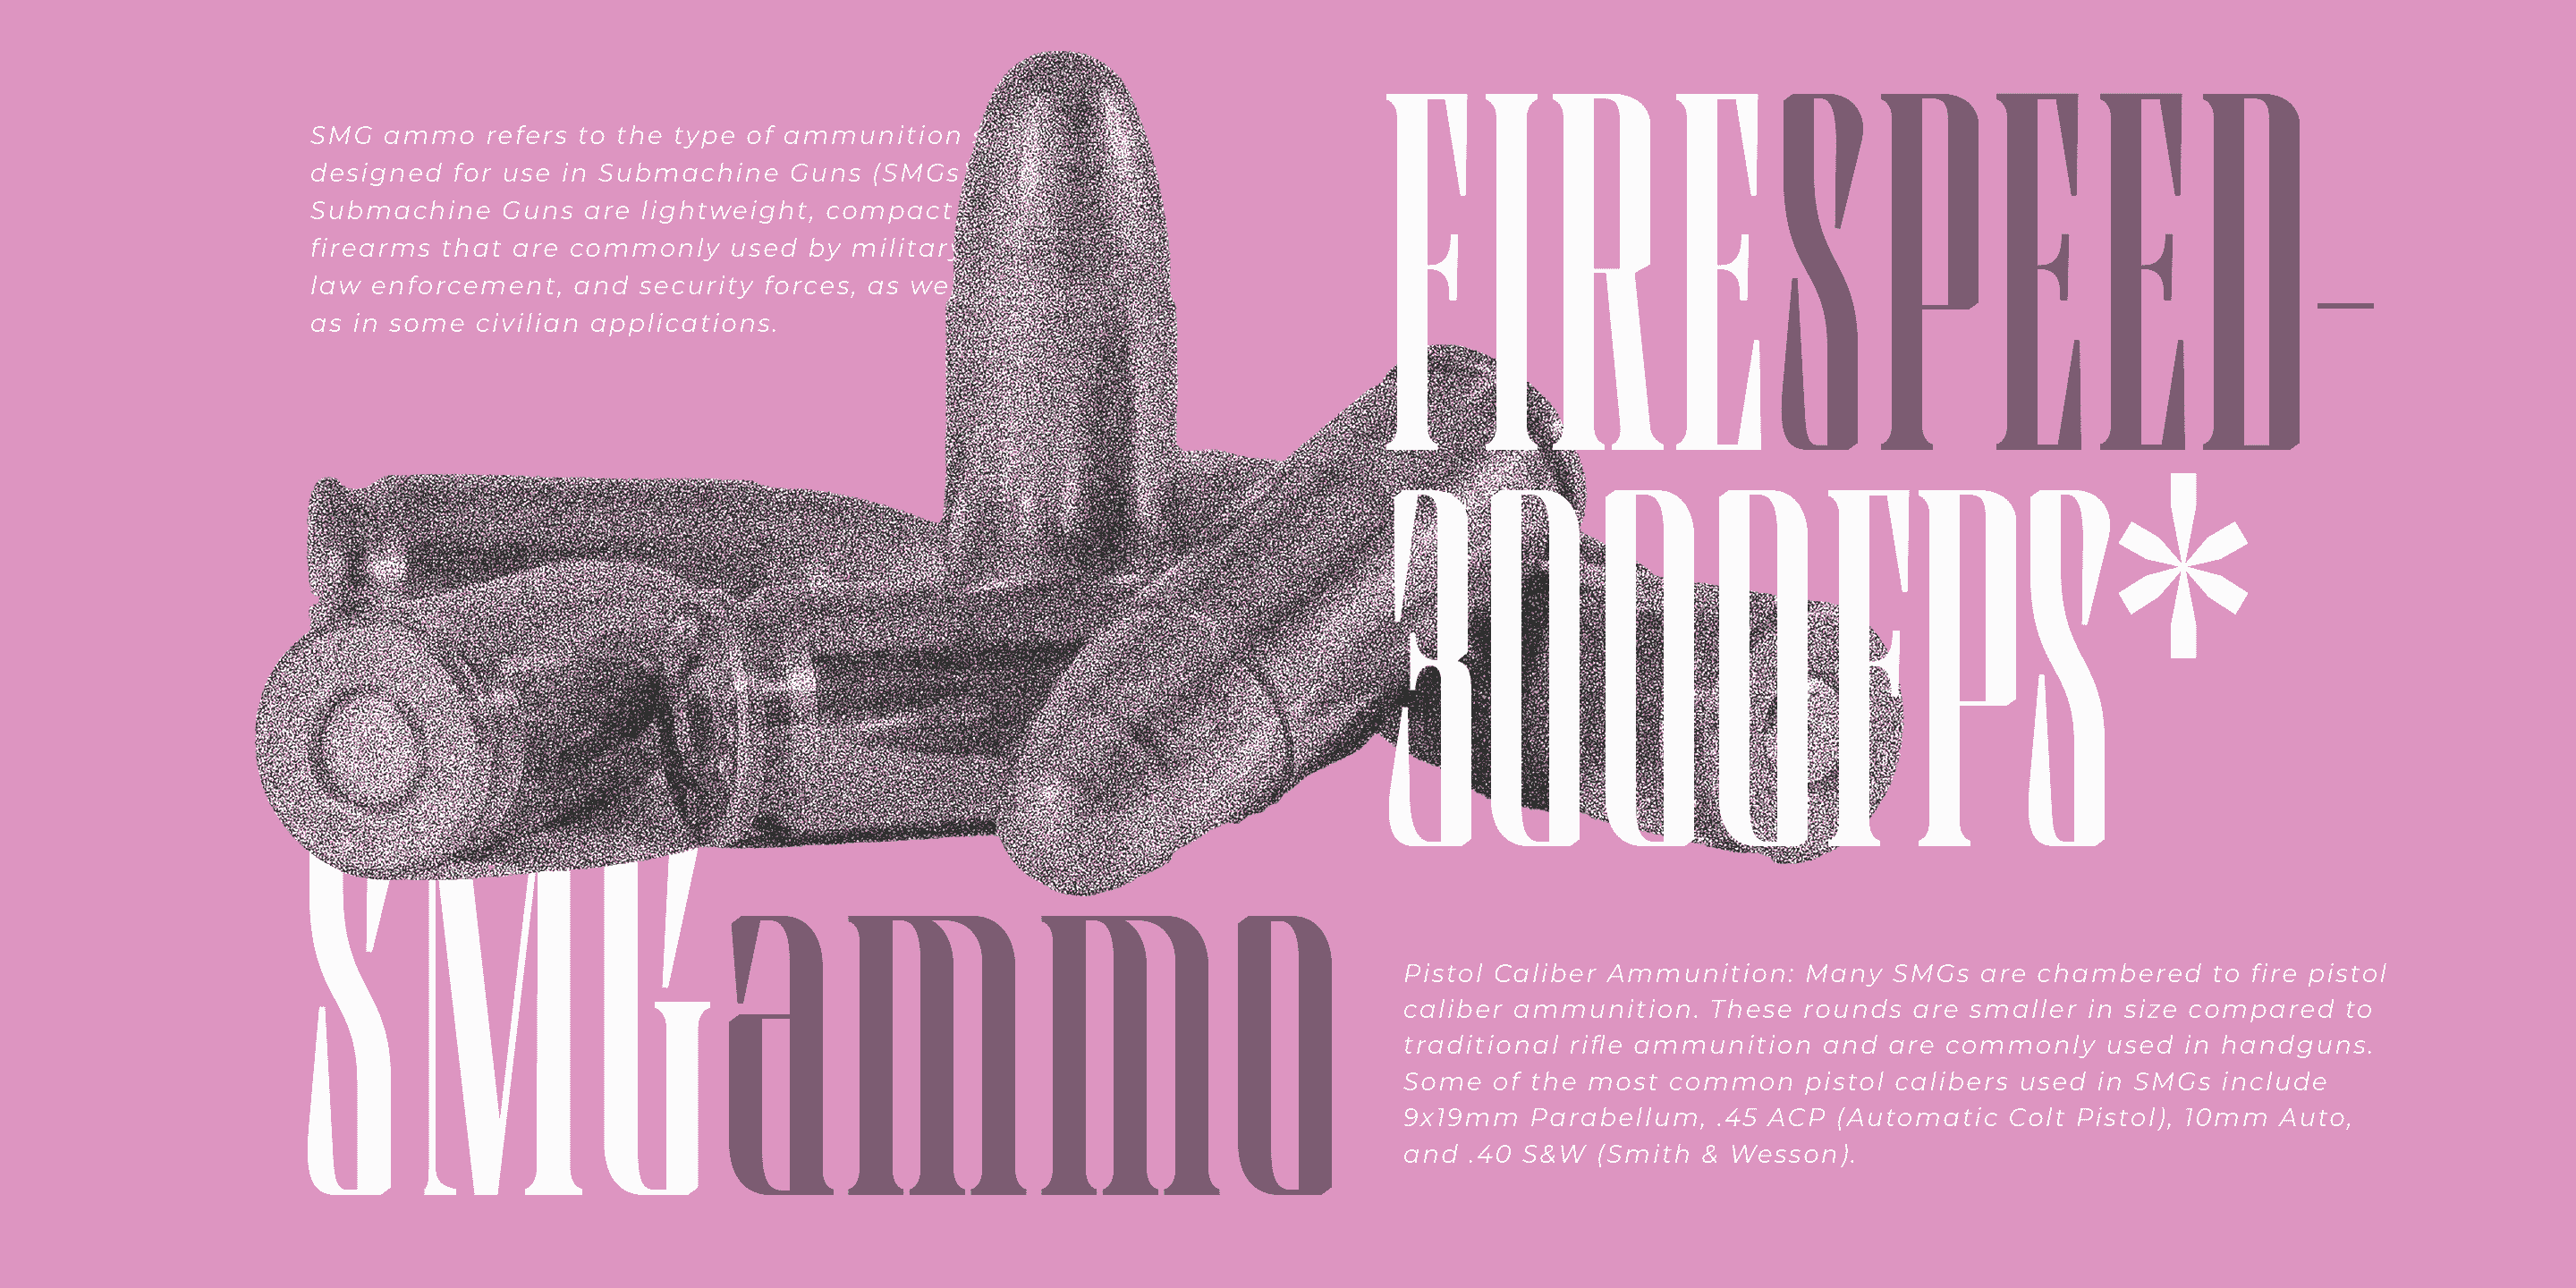 SMG ammo refers to the type of ammunition
designed for use in Submachine Guns (SMGs
Submachine Guns are lightweight, compact
firearms that are commonly used by military
law enforcement, and security forces, as we
as in some civilian applications.
FIRESPEED–
3000FPS*
SMGammo
Pistol Caliber Ammunition: Many SMGs are chambered to fire pistol
caliber ammunition. These rounds are smaller in size compared to
traditional rifle ammunition and are commonly used in handguns.
Some of the most common pistol calibers used in SMGs include
9x19mm Parabellum, .45 ACP (Automatic Colt Pistol), 10mm Auto,
and .40 S&W (Smith & Wesson).